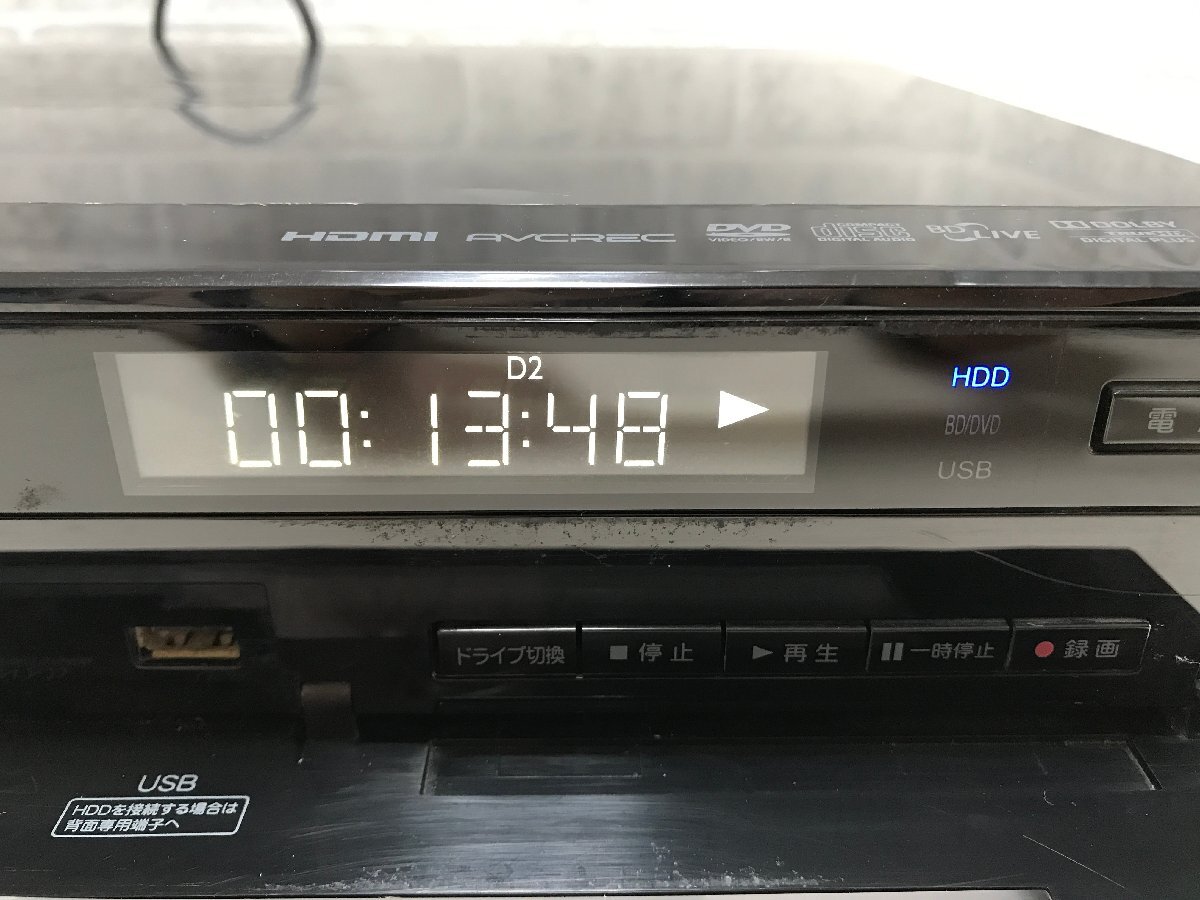 HDMI AVCREC DVD COMPACT disc BD LIVE DOLBY
VIDEO/RW/R DIGITAL AUDIO DIGITAL PLUS
D2
00:13:48
HDD
BD/DVD
USB
電
ドライブ切換 停止 再生 一時停止 録画
USB
HDDを接続する場合は
背面専用端子へ